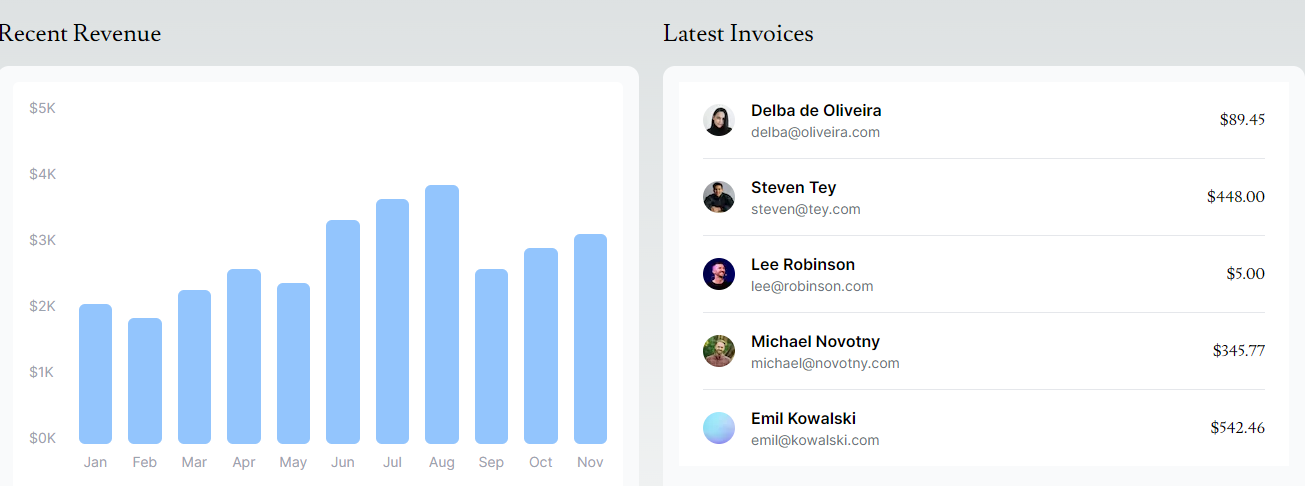 Recent Revenue
$5K
$4K
$3K
$2K
$1K
$0K
Jan Feb Mar Apr May Jun Jul Aug Sep Oct Nov
Latest Invoices
Delba de Oliveira
delba@oliveira.com
$89.45
Steven Tey
steven@tey.com
$448.00
Lee Robinson
lee@robinson.com
$5.00
Michael Novotny
michael@novotny.com
$345.77
Emil Kowalski
emil@kowalski.com
$542.46